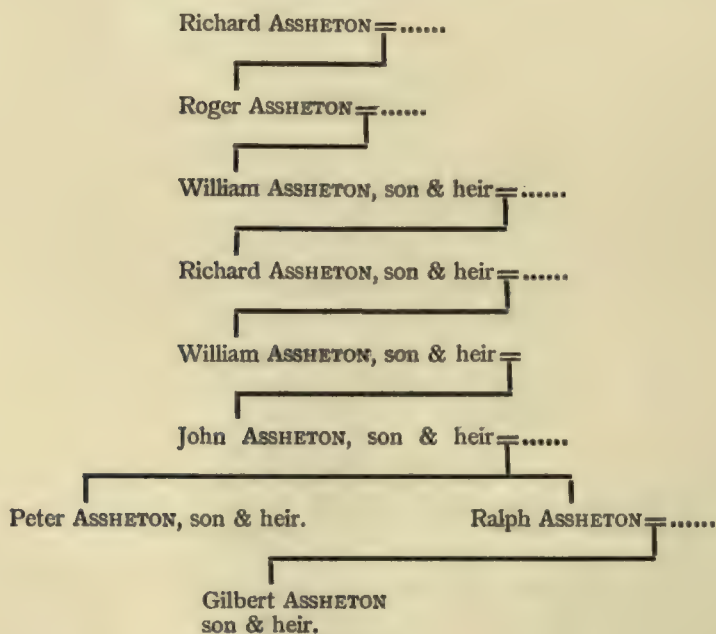 Richard ASSHETON = ......
Roger ASSHETON = ......
William ASSHETON, son & heir = ......
Richard ASSHETON, son & heir = ......
William ASSHETON, son & heir =
John ASSHETON, son & heir = ......
Peter ASSHETON, son & heir. Ralph ASSHETON = ......
Gilbert ASSHETON
son & heir.